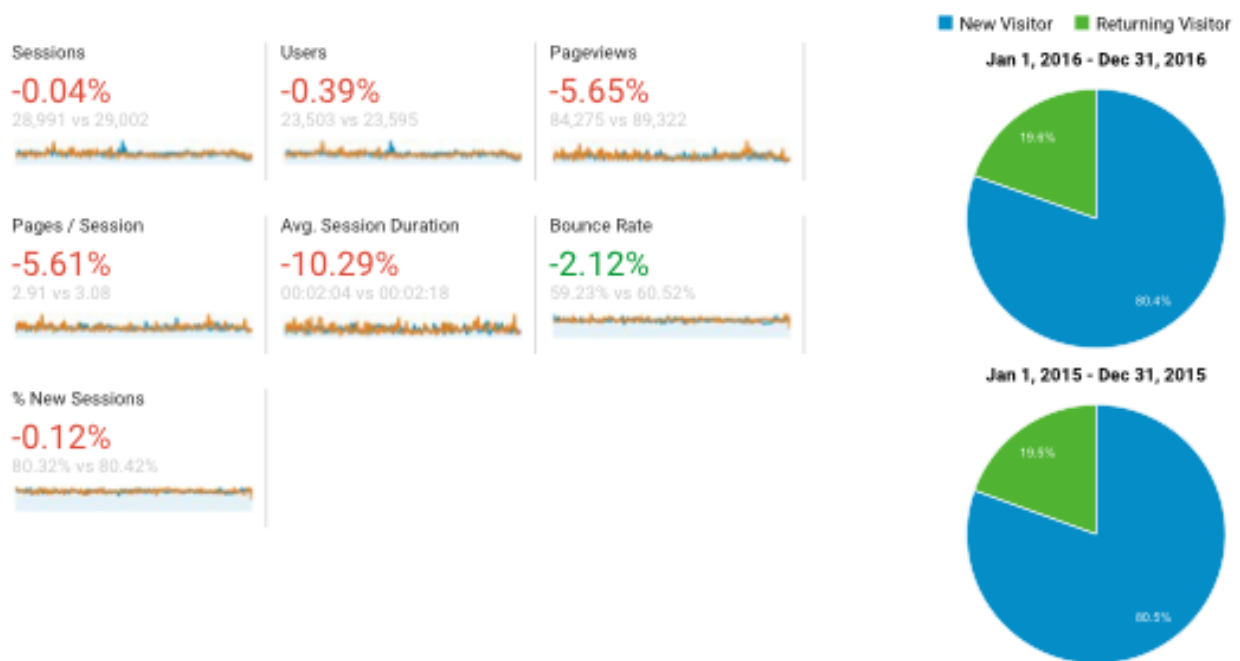 New Visitor Returning Visitor
Jan 1, 2016 - Dec 31, 2016
Sessions
-0.04%
28,991 vs 29,002
Users
-0.39%
23,503 vs 23,595
Pageviews
-5.65%
84,275 vs 89,322
Pages / Session
-5.61%
2.91 vs 3.08
Avg. Session Duration
-10.29%
00:02:04 vs 00:02:18
Bounce Rate
-2.12%
59.23% vs 60.52%
% New Sessions
-0.12%
80.32% vs 80.42%
19.6%
80.4%
Jan 1, 2015 - Dec 31, 2015
19.5%
80.5%